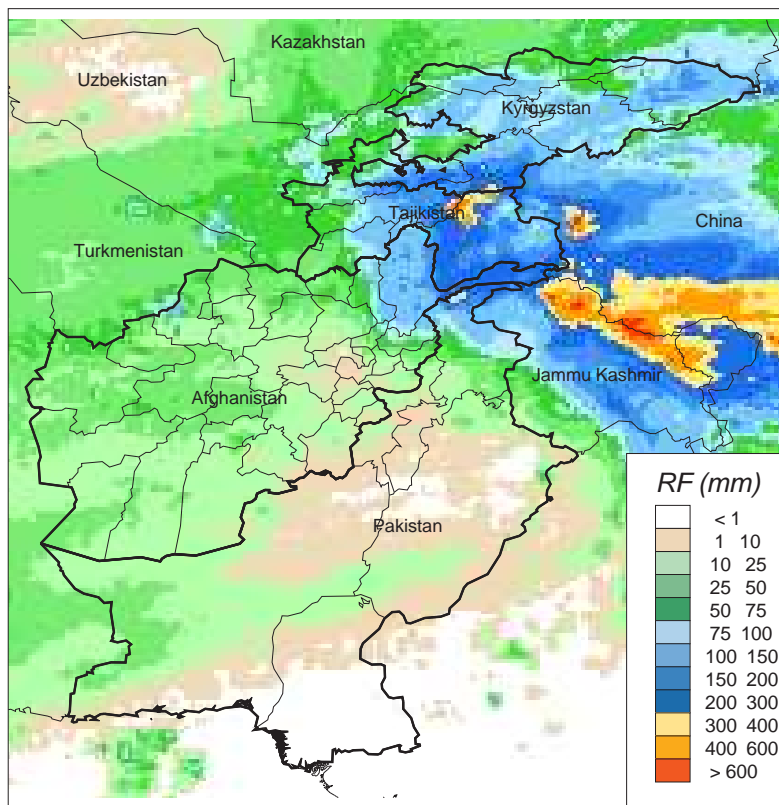 Kazakhstan
Uzbekistan
Kyrgyzstan
Tajikistan
China
Turkmenistan
Jammu Kashmir
Afghanistan
Pakistan
RF (mm)
< 1
1 10
10 25
25 50
50 75
75 100
100 150
150 200
200 300
300 400
400 600
> 600